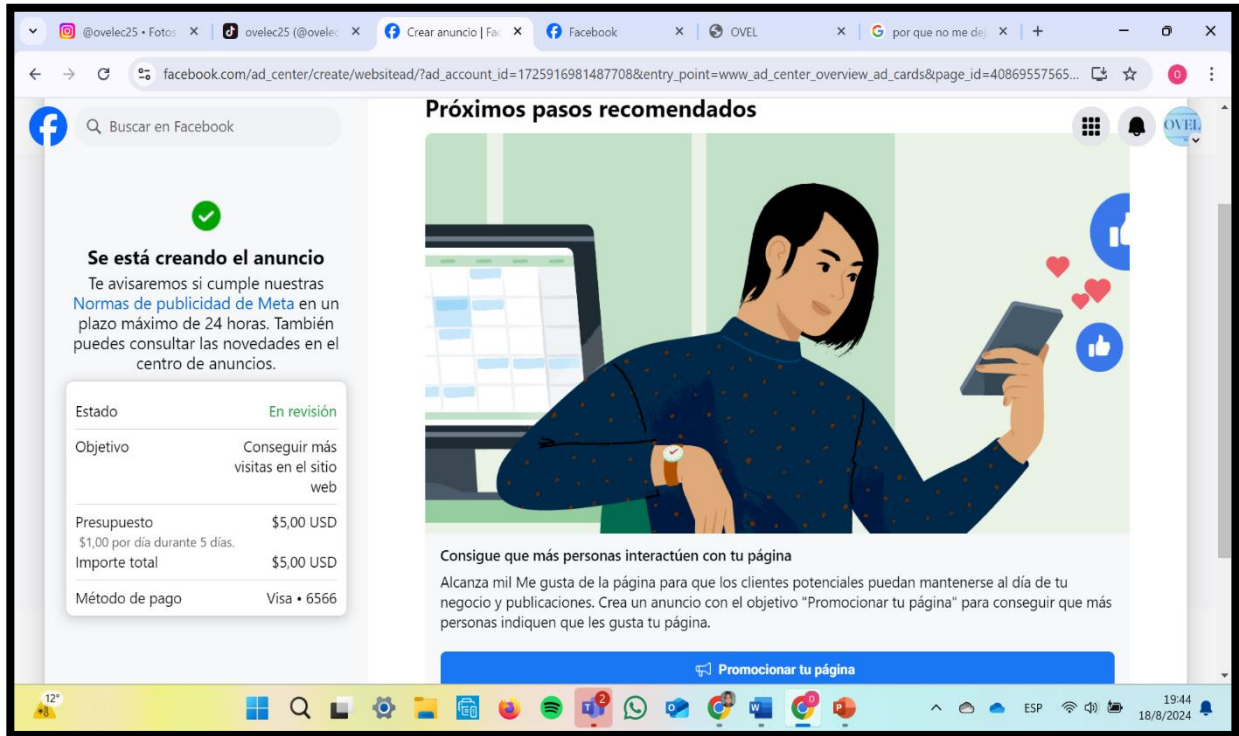 @ovelec25 • Fotos
ovelec25 (@ovelec
Crear anuncio | Fac
Facebook
OVEL
por que no me dej
facebook.com/ad_center/create/websitead/?ad_account_id=1725916981487708&entry_point=www_ad_center_overview_ad_cards&page_id=40869557565...
O
Buscar en Facebook
OVEL
Se está creando el anuncio
Te avisaremos si cumple nuestras
Normas de publicidad de Meta en un
plazo máximo de 24 horas. También
puedes consultar las novedades en el
centro de anuncios.
Estado En revisión
Objetivo Conseguir más
visitas en el sitio
web
Presupuesto $5,00 USD
$1,00 por día durante 5 días.
Importe total $5,00 USD
Método de pago Visa • 6566
Próximos pasos recomendados
Consigue que más personas interactúen con tu página
Alcanza mil Me gusta de la página para que los clientes potenciales puedan mantenerse al día de tu
negocio y publicaciones. Crea un anuncio con el objetivo "Promocionar tu página" para conseguir que más
personas indiquen que les gusta tu página.
Promocionar tu página
12°
2
ESP
19:44
18/8/2024